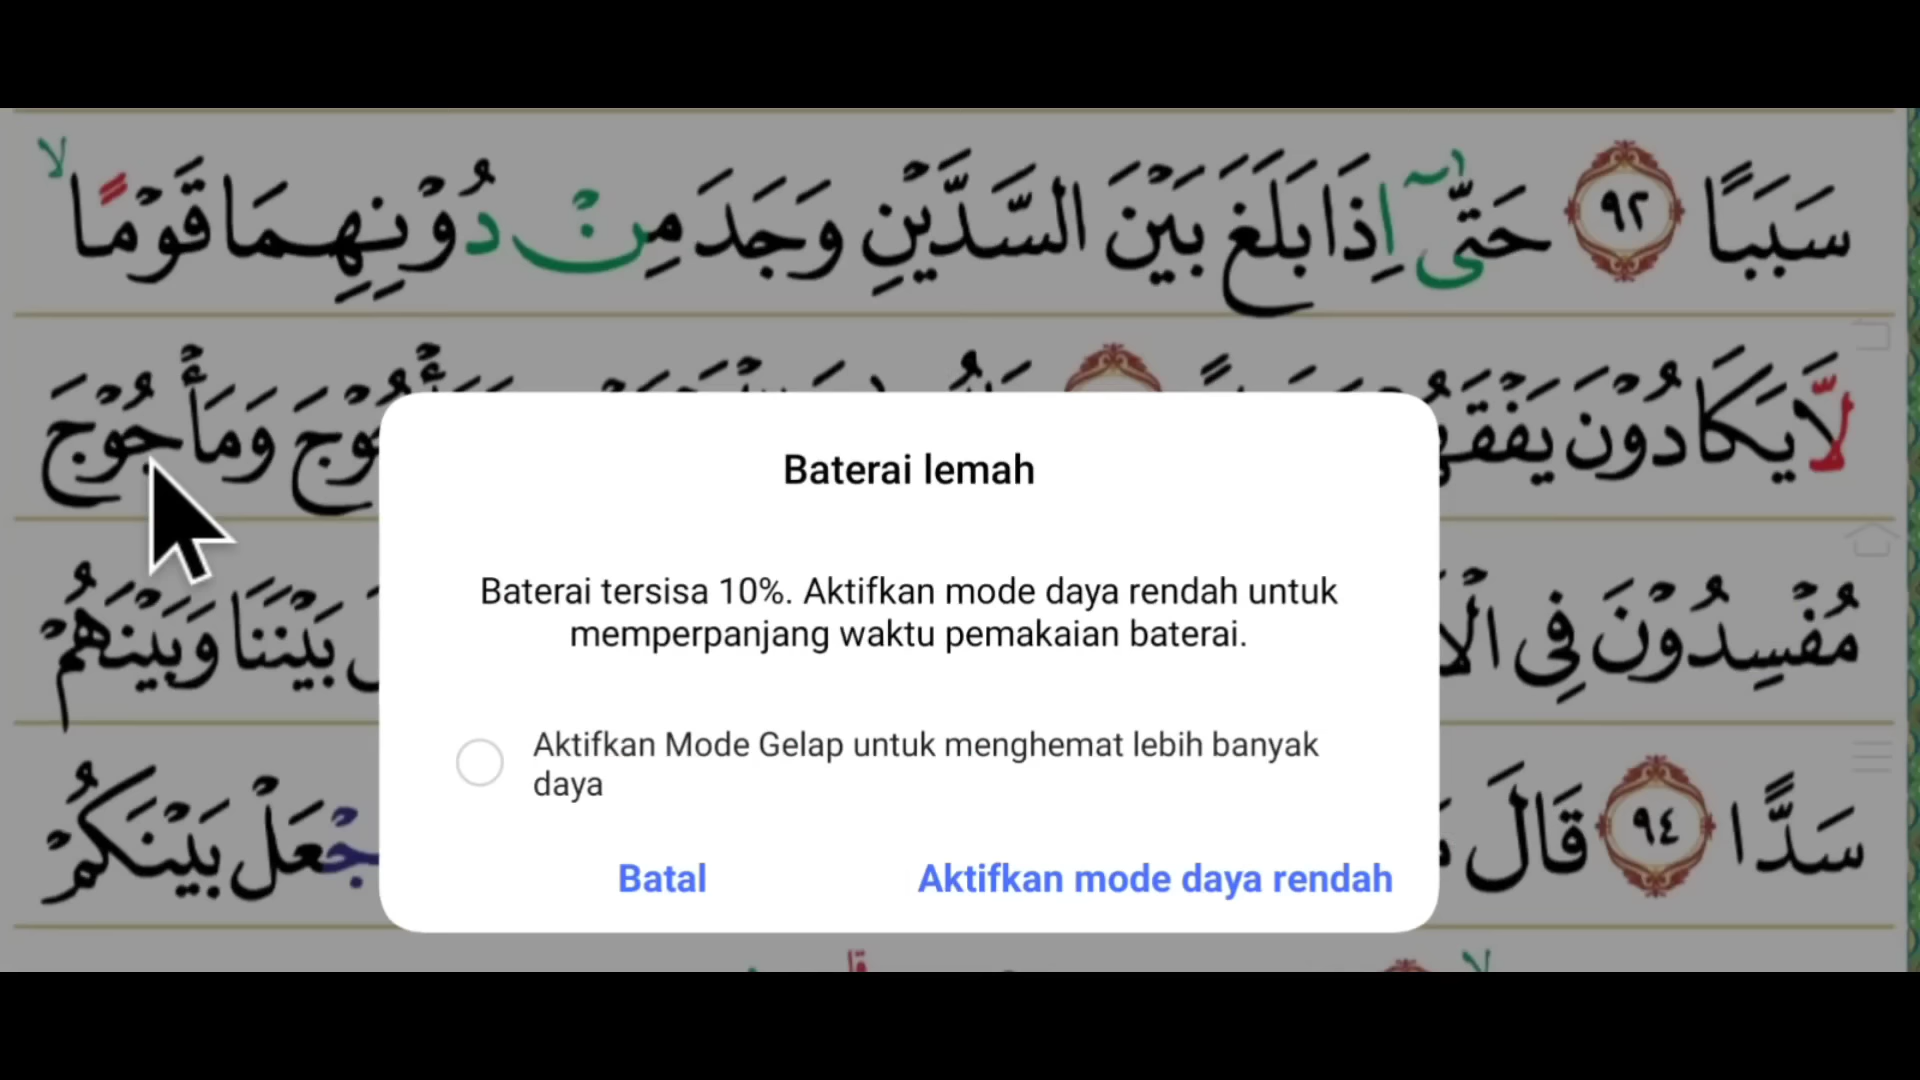 سَبَبًا ٩٢ حَتّٰىٓ اِذَا بَلَغَ بَيْنَ السَّدَّيْنِ وَجَدَ مِنْ دُوْنِهِمَا قَوْمًا ۙ
لَّا يَكَادُوْنَ وَمَأْجُوْجَ
مُفْسِدُوْنَ فِى بَيْنَنَا وَبَيْنَهُمْ
سَدًّا ٩٤ قَالَ بَيْنَكُمْ
Baterai lemah
Baterai tersisa 10%. Aktifkan mode daya rendah untuk
memperpanjang waktu pemakaian baterai.
Aktifkan Mode Gelap untuk menghemat lebih banyak
daya
Batal Aktifkan mode daya rendah